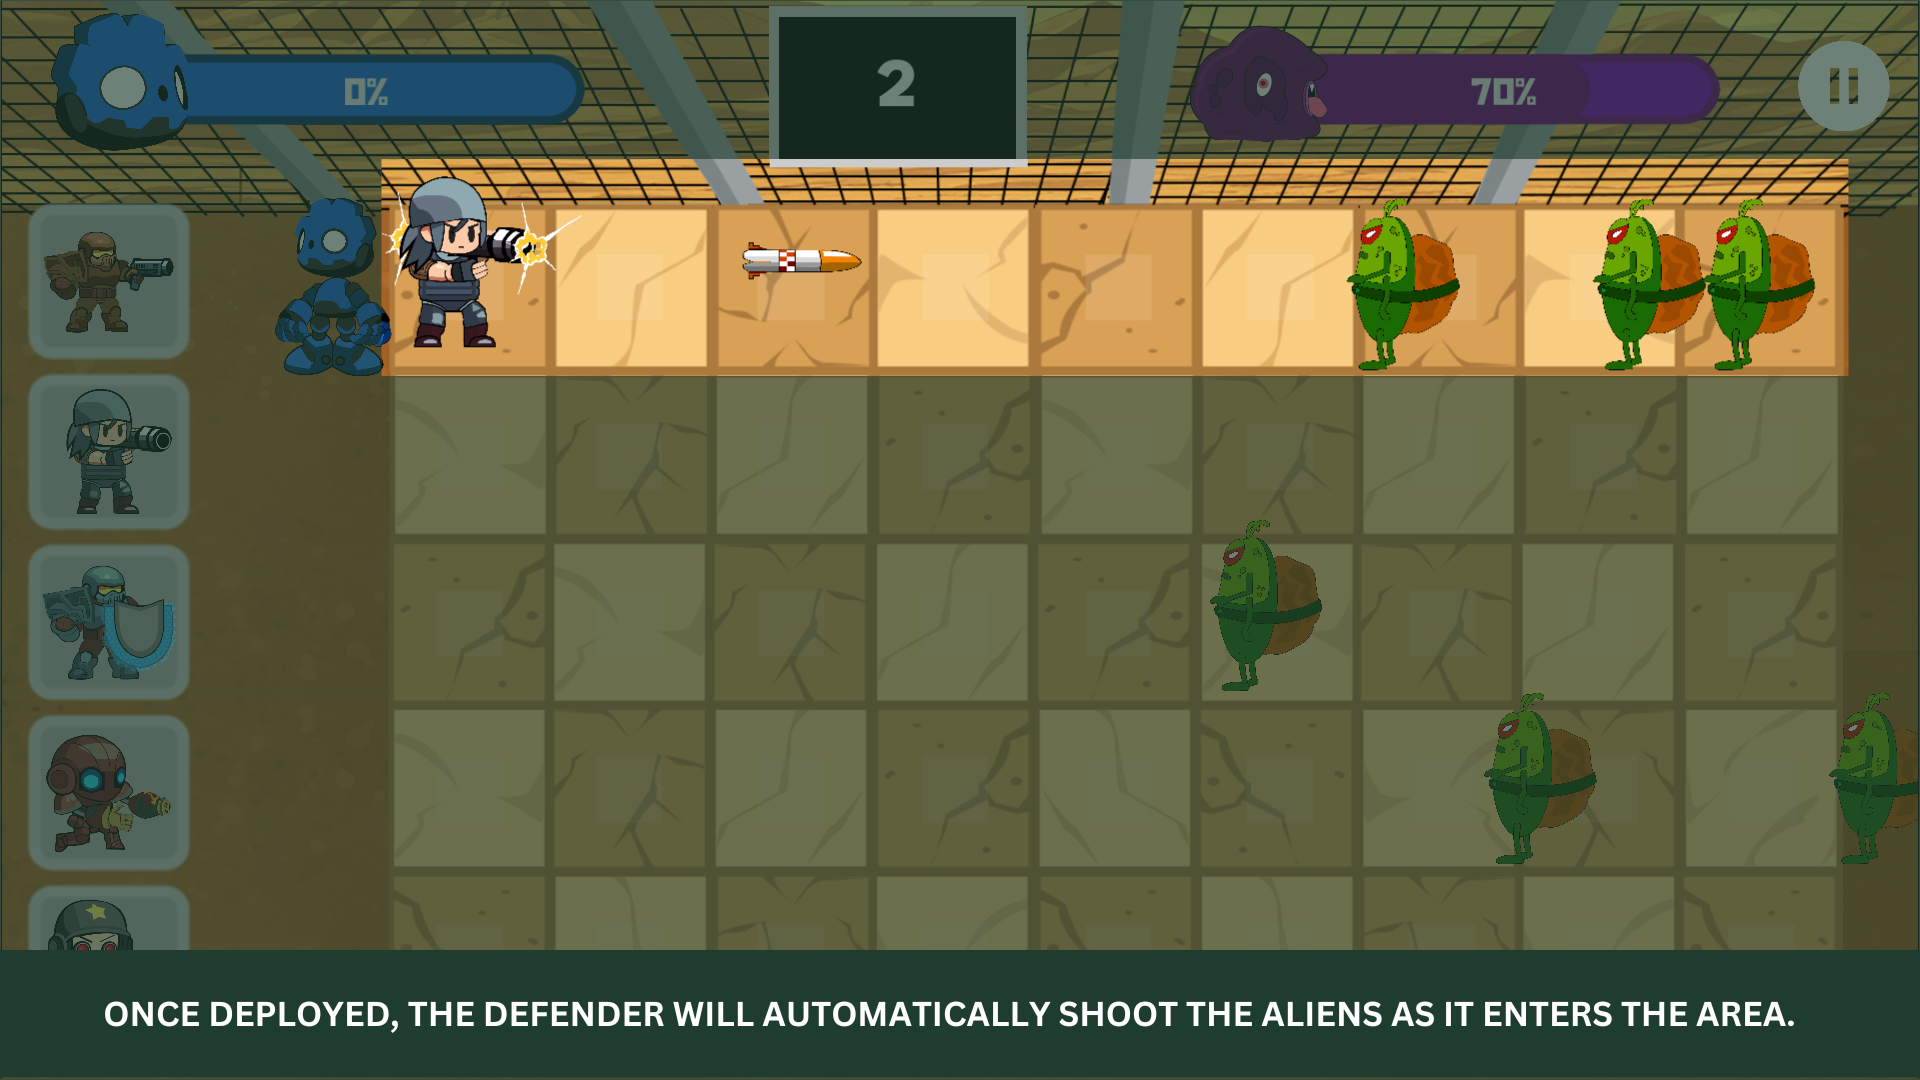 0%
2
70%
ONCE DEPLOYED, THE DEFENDER WILL AUTOMATICALLY SHOOT THE ALIENS AS IT ENTERS THE AREA.